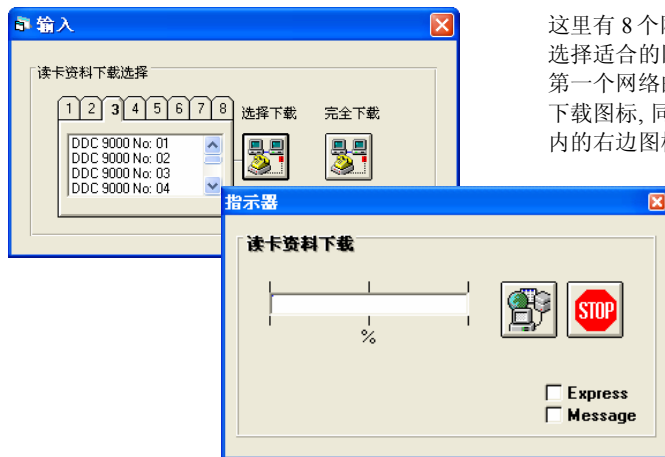 输入
读卡资料下载选择
1 2 3 4 5 6 7 8
选择下载 完全下载
DDC 9000 No: 01
DDC 9000 No: 02
DDC 9000 No: 03
DDC 9000 No: 04
这里有 8 个
选择适合的
第一个网络
下载图标, 同
内的右边图
指示器
读卡资料下载
%
STOP
Express
Message